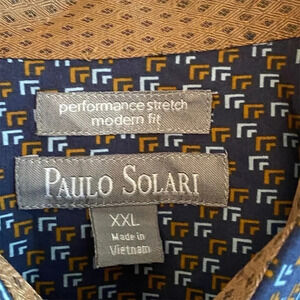 performance stretch
modern fit
PAULO SOLARI
XXL
Made in
Vietnam